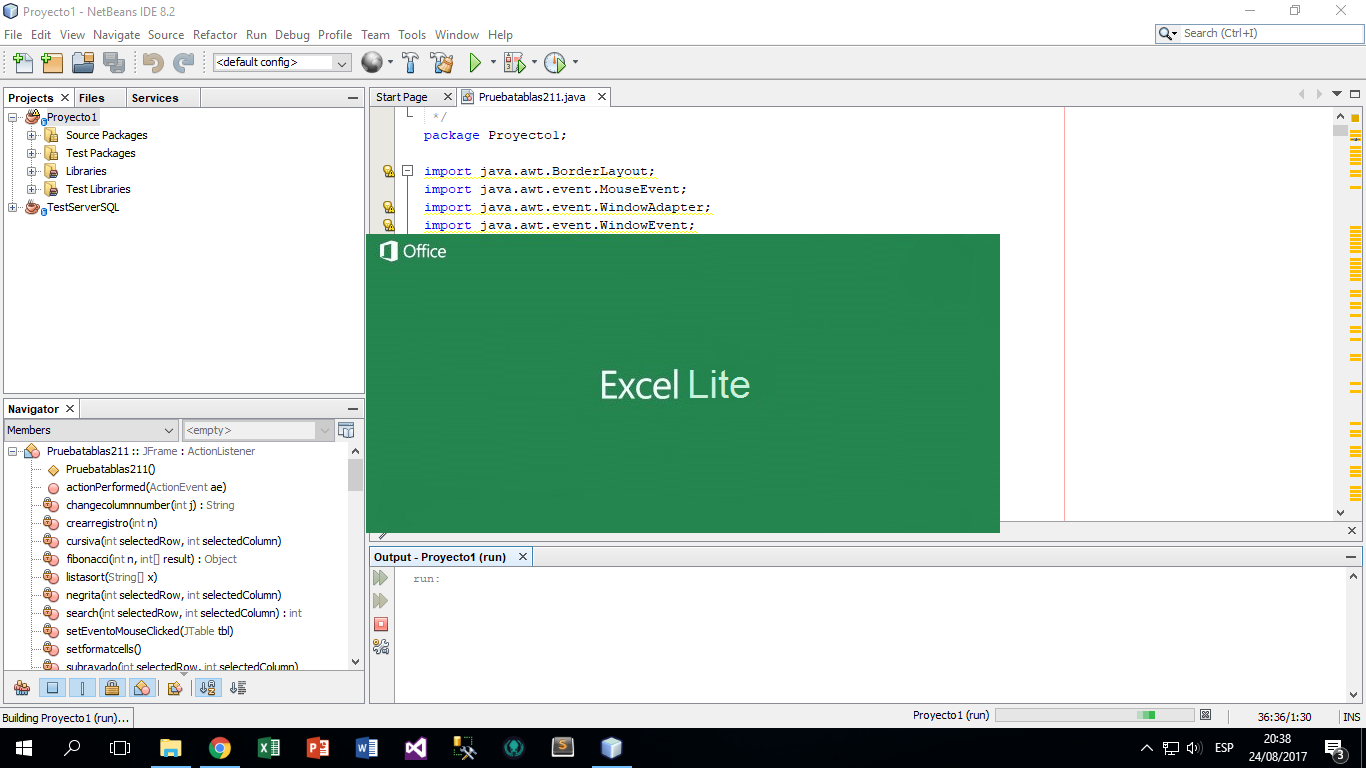 Proyecto1 - NetBeans IDE 8.2
File Edit View Navigate Source Refactor Run Debug Profile Team Tools Window Help
Search (Ctrl+I)
<default config>
Projects Files Services
Proyecto1
Source Packages
Test Packages
Libraries
Test Libraries
TestServerSQL
Start Page Pruebatablas211.java
*/
package Proyecto1;
import java.awt.BorderLayout;
import java.awt.event.MouseEvent;
import java.awt.event.WindowAdapter;
import java.awt.event.WindowEvent;
Office
Excel Lite
Navigator
Members <empty>
Pruebatablas211 :: JFrame : ActionListener
Pruebatablas211()
actionPerformed(ActionEvent ae)
changecolumnnumber(int j) : String
crearregistro(int n)
cursiva(int selectedRow, int selectedColumn)
fibonacci(int n, int[] result) : Object
listasort(String[] x)
negrita(int selectedRow, int selectedColumn)
search(int selectedRow, int selectedColumn) : int
setEventoMouseClicked(JTable tbl)
setformatcells()
subrayado(int selectedRow, int selectedColumn)
Output - Proyecto1 (run)
run:
Building Proyecto1 (run)...
Proyecto1 (run)
36:36/1:30 INS
ESP
20:38
24/08/2017
3